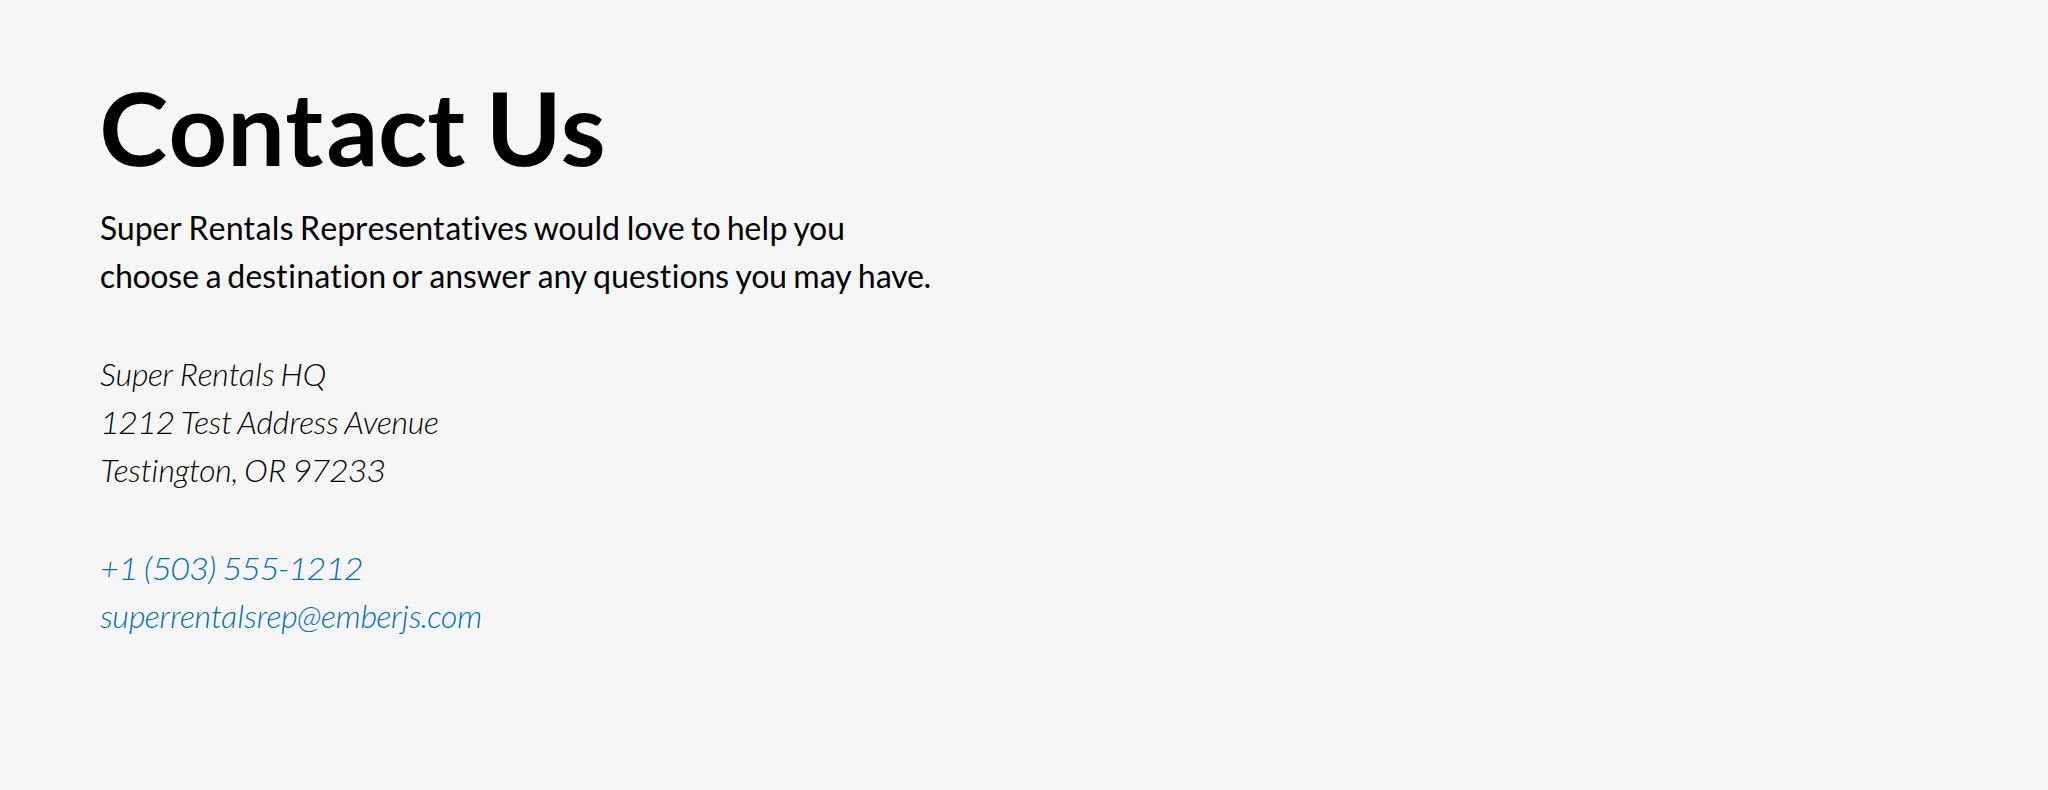 Contact Us
Super Rentals Representatives would love to help you
choose a destination or answer any questions you may have.
Super Rentals HQ
1212 Test Address Avenue
Testington, OR 97233
+1 (503) 555-1212
superrentalsrep@emberjs.com